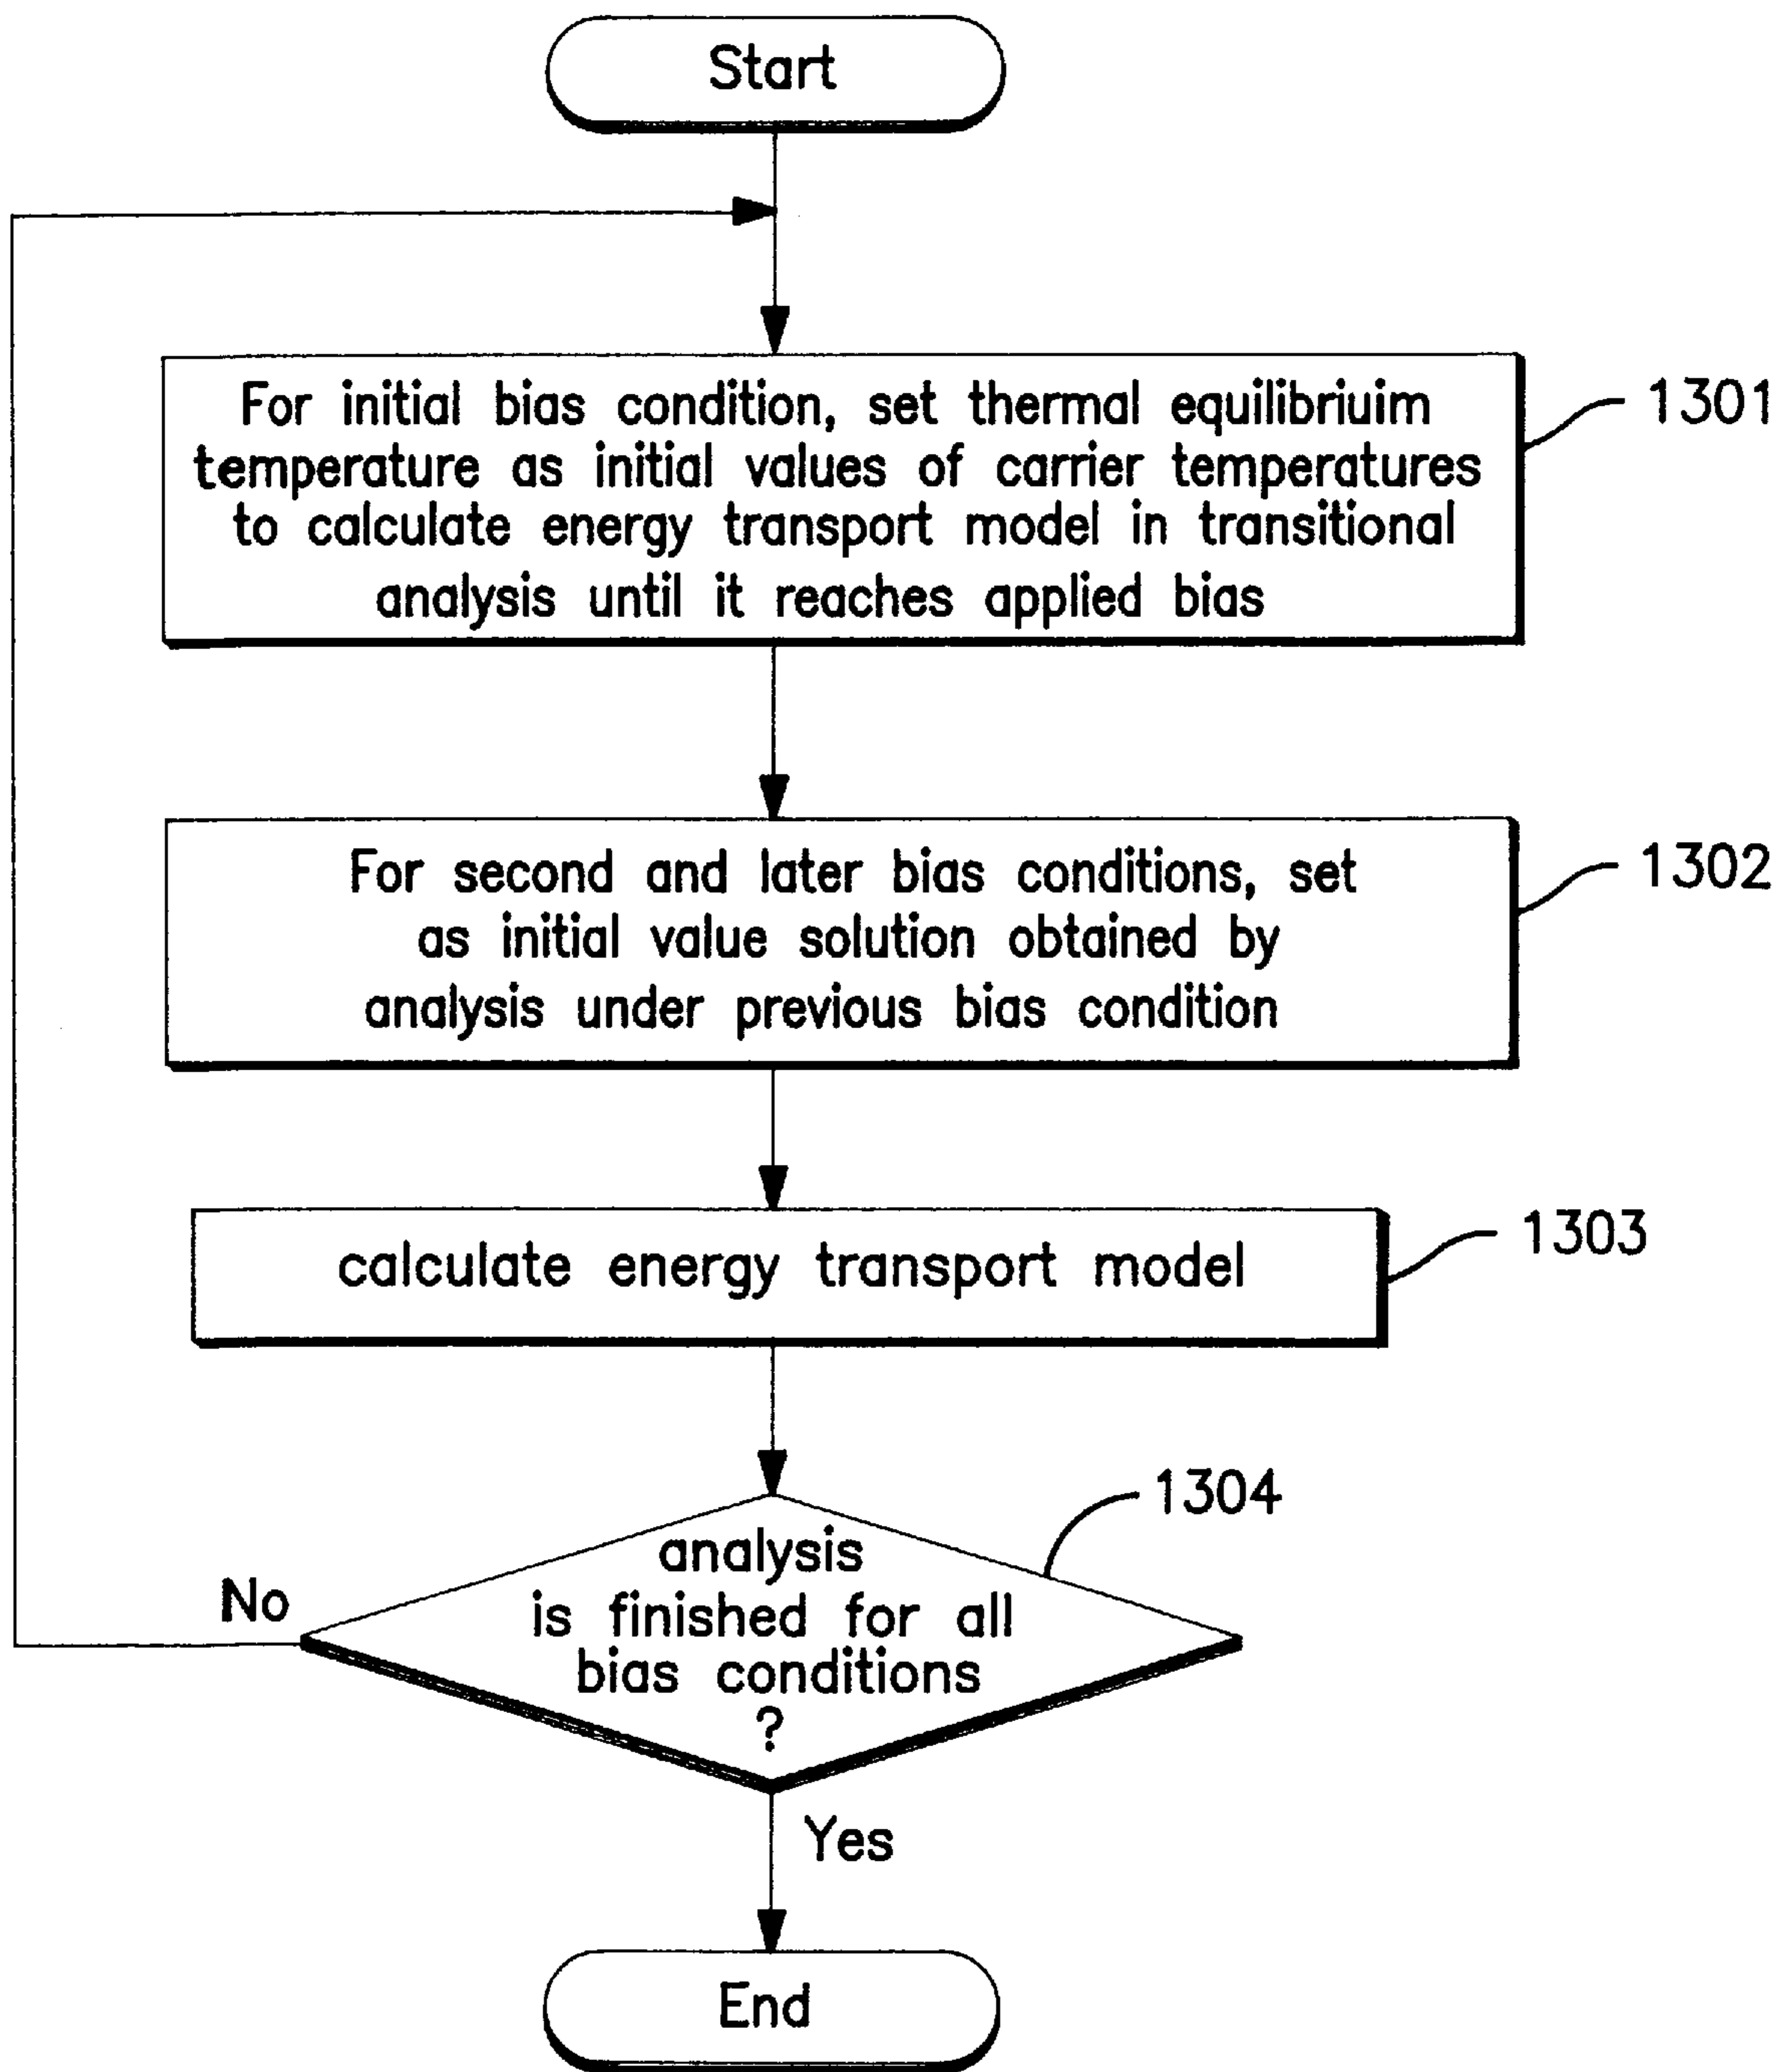 Start
For initial bias condition, set thermal equilibriuim
temperature as initial values of carrier temperatures
to calculate energy transport model in transitional
analysis until it reaches applied bias
1301
For second and later bias conditions, set
as initial value solution obtained by
analysis under previous bias condition
1302
calculate energy transport model
1303
analysis
is finished for all
bias conditions
?
1304
No
Yes
End